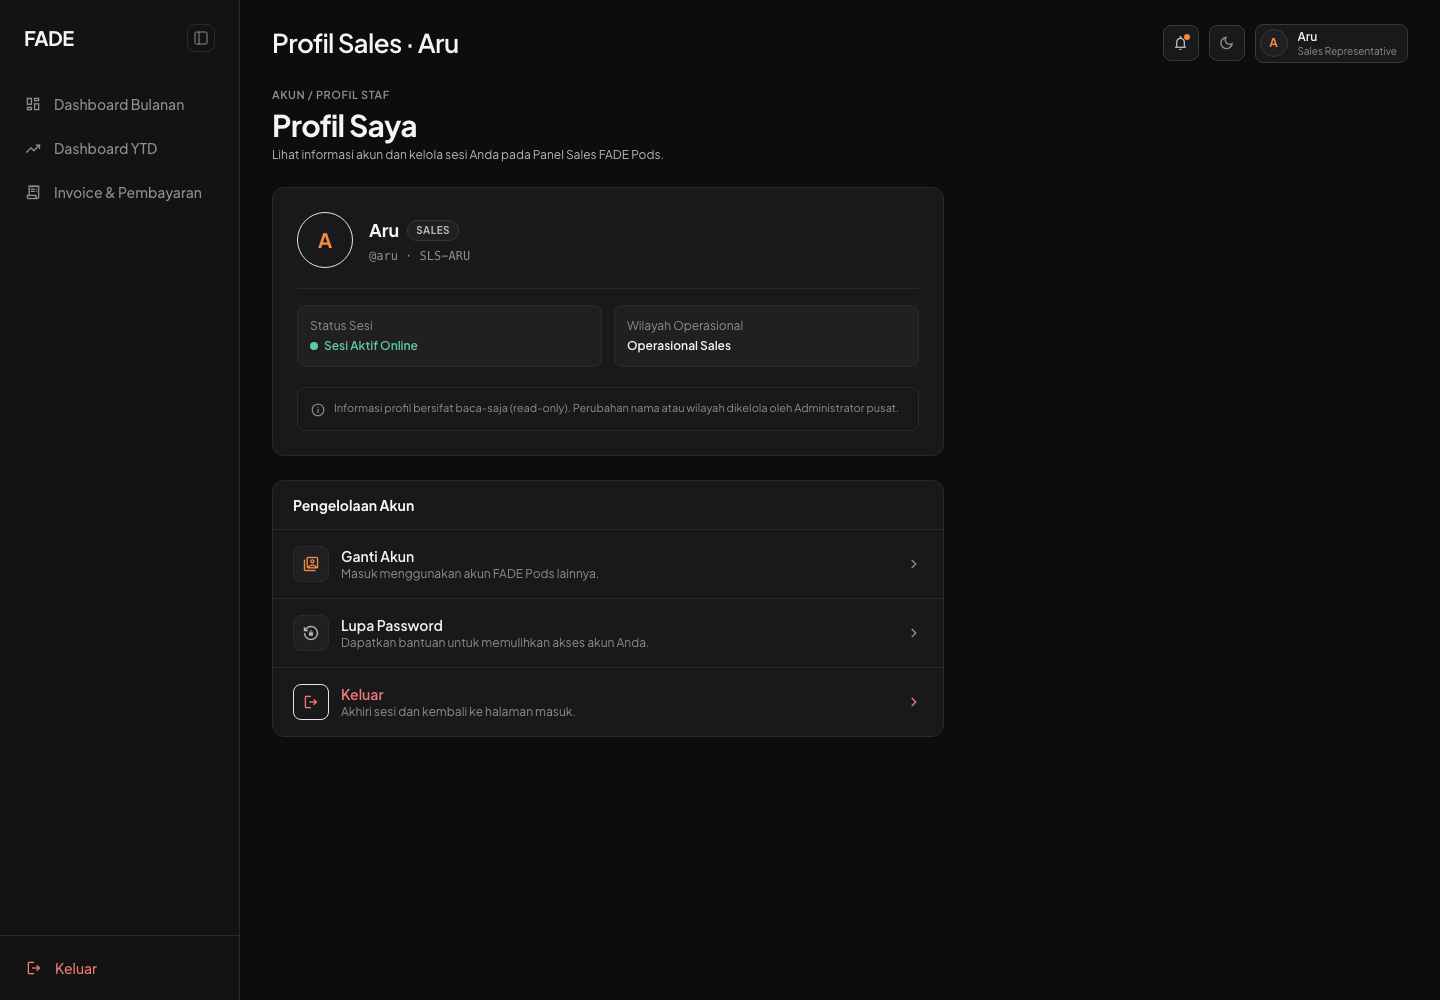 FADE
Dashboard Bulanan
Dashboard YTD
Invoice & Pembayaran
Keluar
Profil Sales · Aru
A
Aru
Sales Representative
AKUN / PROFIL STAF
Profil Saya
Lihat informasi akun dan kelola sesi Anda pada Panel Sales FADE Pods.
A
Aru SALES
@aru · SLS-ARU
Status Sesi
Sesi Aktif Online
Wilayah Operasional
Operasional Sales
Informasi profil bersifat baca-saja (read-only). Perubahan nama atau wilayah dikelola oleh Administrator pusat.
Pengelolaan Akun
Ganti Akun
Masuk menggunakan akun FADE Pods lainnya.
Lupa Password
Dapatkan bantuan untuk memulihkan akses akun Anda.
Keluar
Akhiri sesi dan kembali ke halaman masuk.